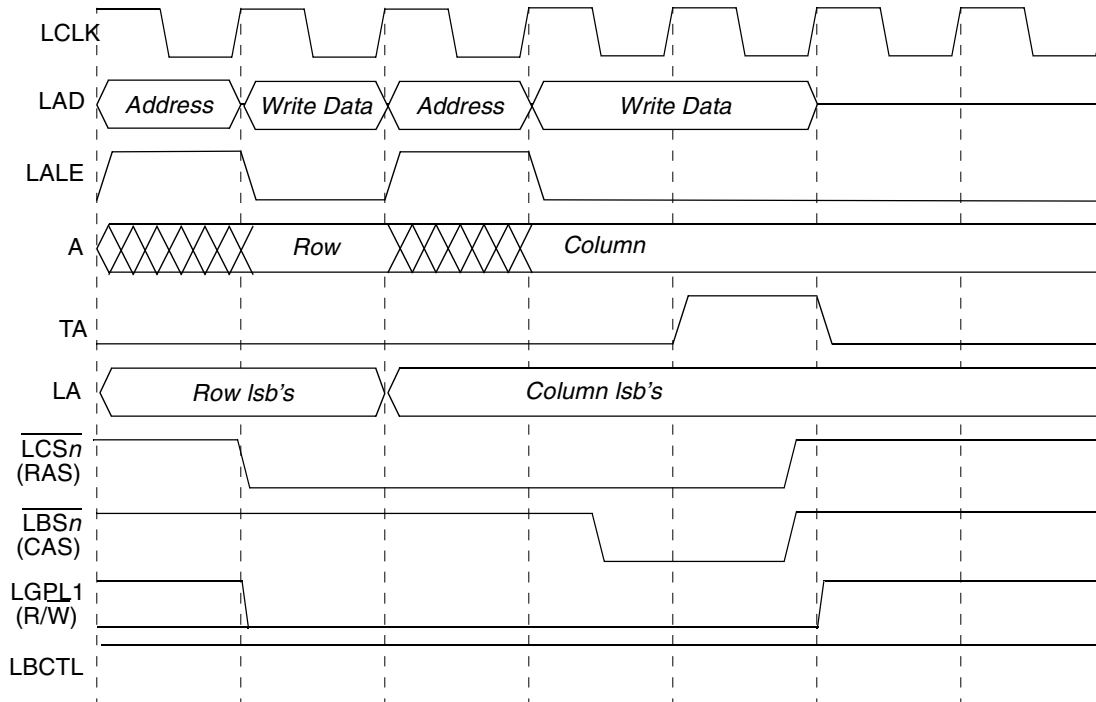 LCLK
LAD Address Write Data Address Write Data
LALE
A Row Column
TA
LA Row lsb's Column lsb's
LCSn
(RAS)
LBSn
(CAS)
LGPL1
(R/W)
LBCTL